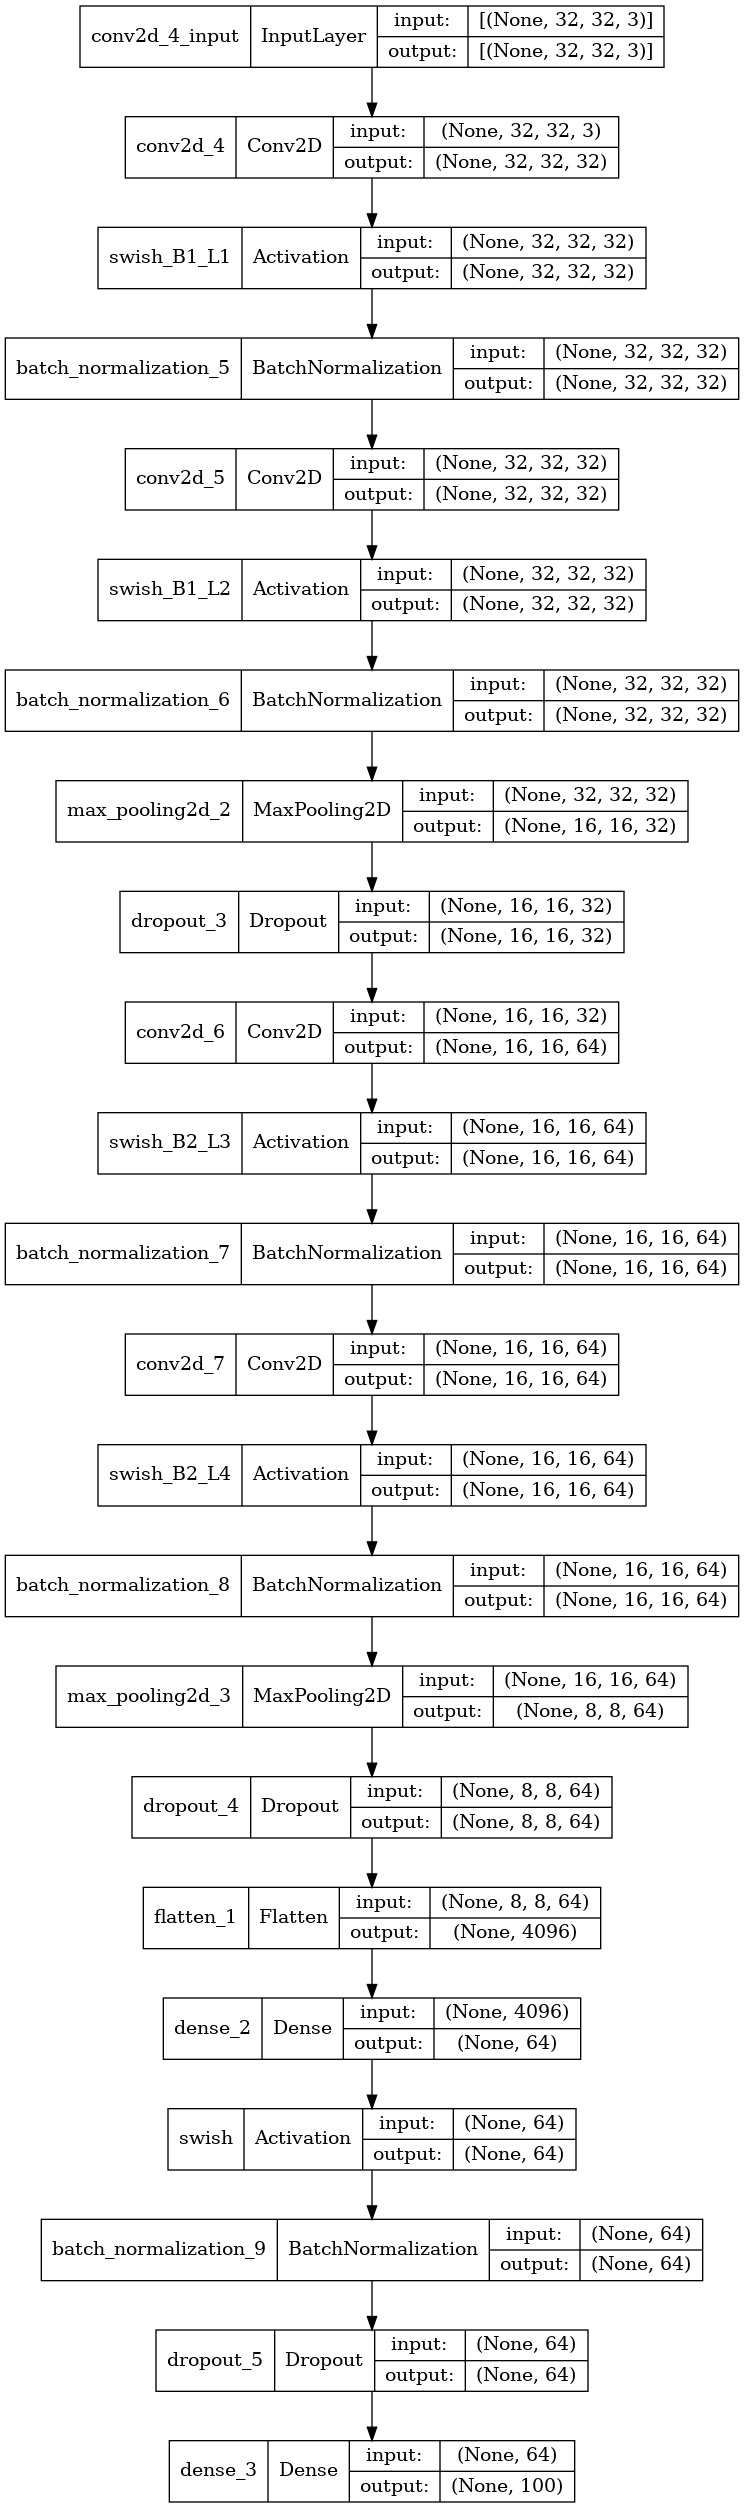 conv2d_4_input InputLayer input: [(None, 32, 32, 3)]
output: [(None, 32, 32, 3)]
conv2d_4 Conv2D input: (None, 32, 32, 3)
output: (None, 32, 32, 32)
swish_B1_L1 Activation input: (None, 32, 32, 32)
output: (None, 32, 32, 32)
batch_normalization_5 BatchNormalization input: (None, 32, 32, 32)
output: (None, 32, 32, 32)
conv2d_5 Conv2D input: (None, 32, 32, 32)
output: (None, 32, 32, 32)
swish_B1_L2 Activation input: (None, 32, 32, 32)
output: (None, 32, 32, 32)
batch_normalization_6 BatchNormalization input: (None, 32, 32, 32)
output: (None, 32, 32, 32)
max_pooling2d_2 MaxPooling2D input: (None, 32, 32, 32)
output: (None, 16, 16, 32)
dropout_3 Dropout input: (None, 16, 16, 32)
output: (None, 16, 16, 32)
conv2d_6 Conv2D input: (None, 16, 16, 32)
output: (None, 16, 16, 64)
swish_B2_L3 Activation input: (None, 16, 16, 64)
output: (None, 16, 16, 64)
batch_normalization_7 BatchNormalization input: (None, 16, 16, 64)
output: (None, 16, 16, 64)
conv2d_7 Conv2D input: (None, 16, 16, 64)
output: (None, 16, 16, 64)
swish_B2_L4 Activation input: (None, 16, 16, 64)
output: (None, 16, 16, 64)
batch_normalization_8 BatchNormalization input: (None, 16, 16, 64)
output: (None, 16, 16, 64)
max_pooling2d_3 MaxPooling2D input: (None, 16, 16, 64)
output: (None, 8, 8, 64)
dropout_4 Dropout input: (None, 8, 8, 64)
output: (None, 8, 8, 64)
flatten_1 Flatten input: (None, 8, 8, 64)
output: (None, 4096)
dense_2 Dense input: (None, 4096)
output: (None, 64)
swish Activation input: (None, 64)
output: (None, 64)
batch_normalization_9 BatchNormalization input: (None, 64)
output: (None, 64)
dropout_5 Dropout input: (None, 64)
output: (None, 64)
dense_3 Dense input: (None, 64)
output: (None, 100)